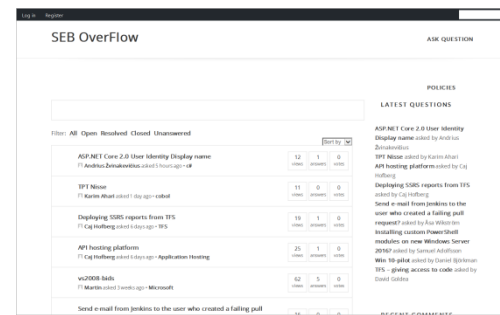 Log in Register
SEB OverFlow
ASK QUESTION
POLICIES
Filter: All Open Resolved Closed Unanswered
Sort by
ASP.NET Core 2.0 User Identity Display name
Andrius Želnakevičius asked 5 hours ago • c#
12 views 1 answers 0 votes
TPT Nisse
Karim Ahari asked 1 day ago • cobol
11 views 0 answers 0 votes
Deploying SSRS reports from TFS
Caj Hofberg asked 6 days ago • TFS
19 views 1 answers 0 votes
API hosting platform
Caj Hofberg asked 6 days ago • Application Hosting
25 views 1 answers 0 votes
vs2008-bids
Martin asked 3 weeks ago • Microsoft
62 views 5 answers 0 votes
Send e-mail from Jenkins to the user who created a failing pull
LATEST QUESTIONS
ASP.NET Core 2.0 User Identity
Display name asked by Andrius
TPT Nisse asked by Karim Ahari
API hosting platform asked by Caj
Hofberg
Deploying SSRS reports from TFS
asked by Caj Hofberg
Send e-mail from Jenkins to the
user who created a failing pull
request? asked by Åsa Wikström
Installing custom PowerShell
modules on new Windows Server
2016? asked by Samuel Adolfsson
Win 10-pilot asked by Daniel Björkman
TFS – giving access to code asked by
David Goldea
RECENT COMMENTS